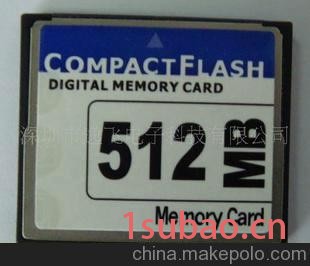 COMPACTFLASH
DIGITAL MEMORY CARD
512 MB
Memory Card
1subao.cn
china.makepolo.com